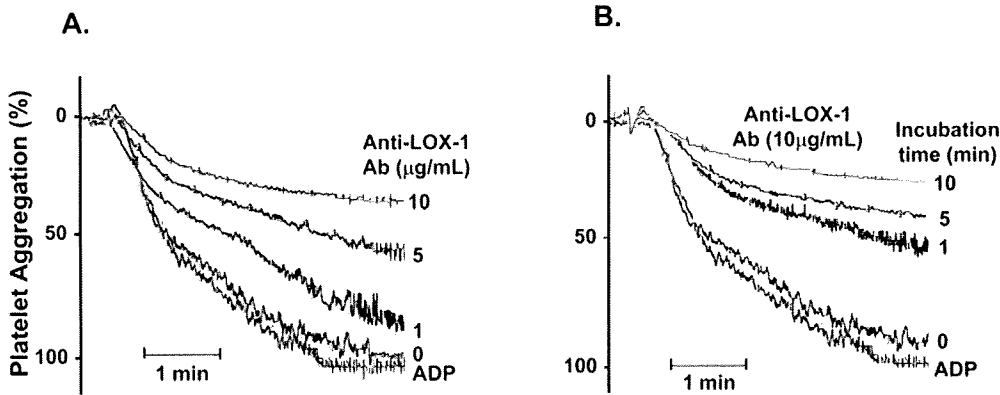 A.
Platelet Aggregation (%)
0
50
100
Anti-LOX-1
Ab (μg/mL)
10
5
1
0
ADP
1 min
B.
0
50
100
Anti-LOX-1
Ab (10μg/mL)
Incubation
time (min)
10
5
1
0
ADP
1 min